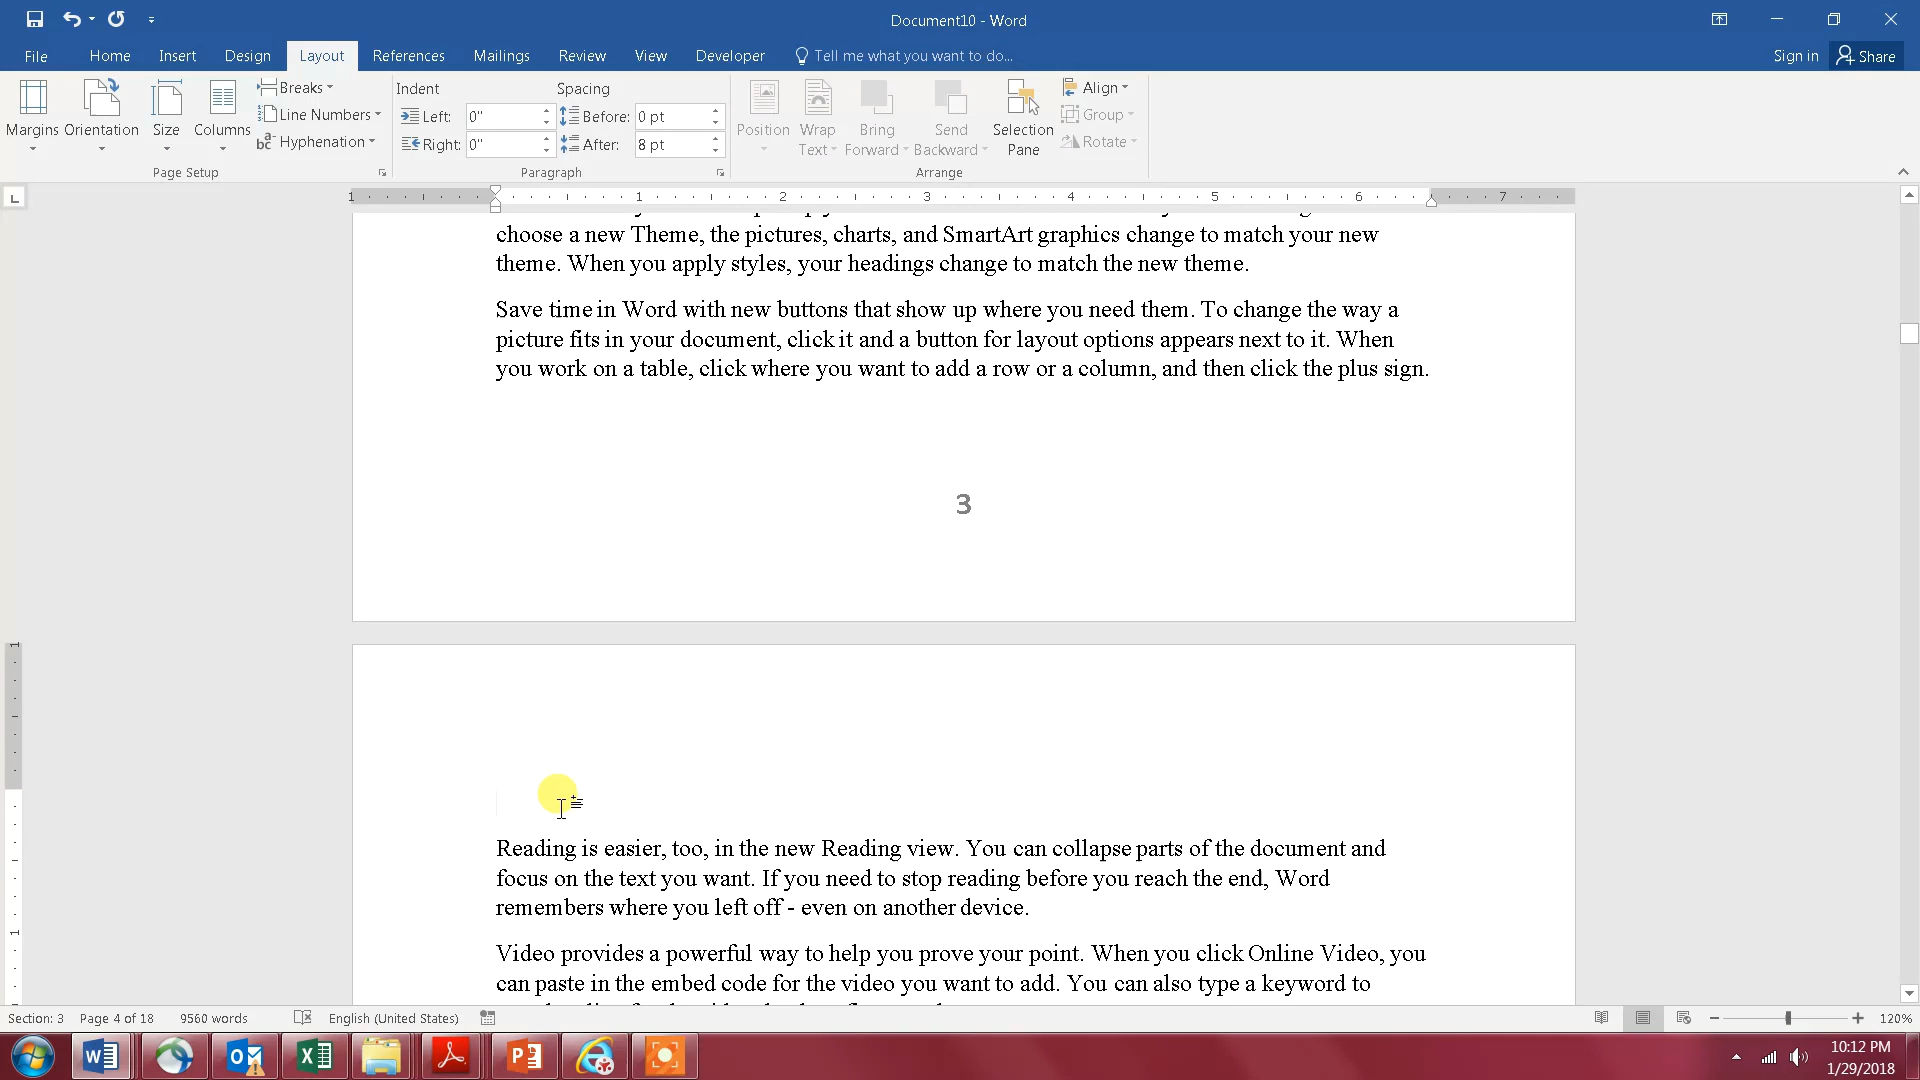 Document10 - Word
File Home Insert Design Layout References Mailings Review View Developer Tell me what you want to do... Sign in Share
Margins Orientation Size Columns Breaks Line Numbers Hyphenation
Page Setup
Indent Spacing
Left: 0" Before: 0 pt
Right: 0" After: 8 pt
Paragraph
Position Wrap Text Bring Forward Send Backward Selection Pane Align Group Rotate
Arrange
1 1 2 3 4 5 6 7
choose a new Theme, the pictures, charts, and SmartArt graphics change to match your new
theme. When you apply styles, your headings change to match the new theme.
Save time in Word with new buttons that show up where you need them. To change the way a
picture fits in your document, click it and a button for layout options appears next to it. When
you work on a table, click where you want to add a row or a column, and then click the plus sign.
3
Reading is easier, too, in the new Reading view. You can collapse parts of the document and
focus on the text you want. If you need to stop reading before you reach the end, Word
remembers where you left off - even on another device.
Video provides a powerful way to help you prove your point. When you click Online Video, you
can paste in the embed code for the video you want to add. You can also type a keyword to
Section: 3 Page 4 of 18 9560 words English (United States) 120%
10:12 PM
1/29/2018